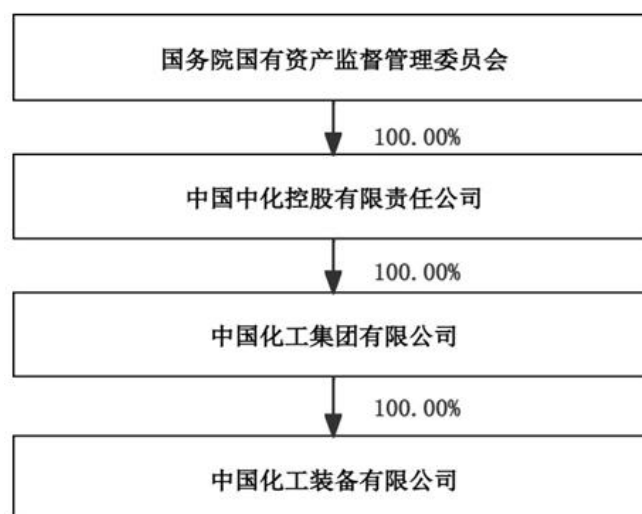 国务院国有资产监督管理委员会
100.00%
中国中化控股有限责任公司
100.00%
中国化工集团有限公司
100.00%
中国化工装备有限公司